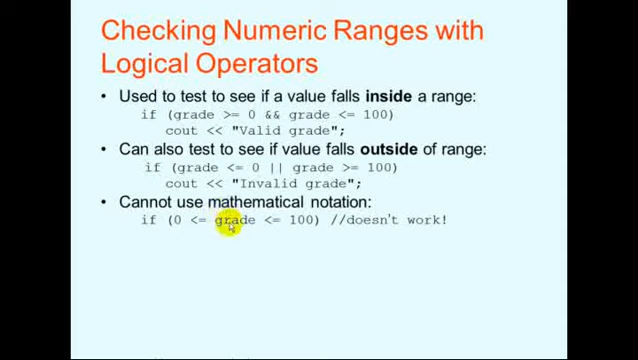 Checking Numeric Ranges with
Logical Operators
• Used to test to see if a value falls inside a range:
if (grade >= 0 && grade <= 100)
cout << "Valid grade";
• Can also test to see if value falls outside of range:
if (grade <= 0 || grade >= 100)
cout << "Invalid grade";
• Cannot use mathematical notation:
if (0 <= grade <= 100) //doesn't work!